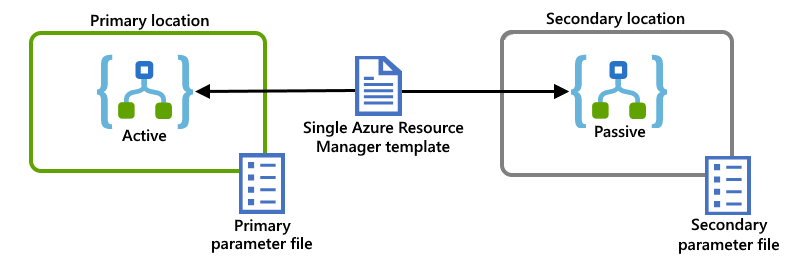 Primary location
Secondary location
Active
Single Azure Resource
Manager template
Passive
Primary
parameter file
Secondary
parameter file